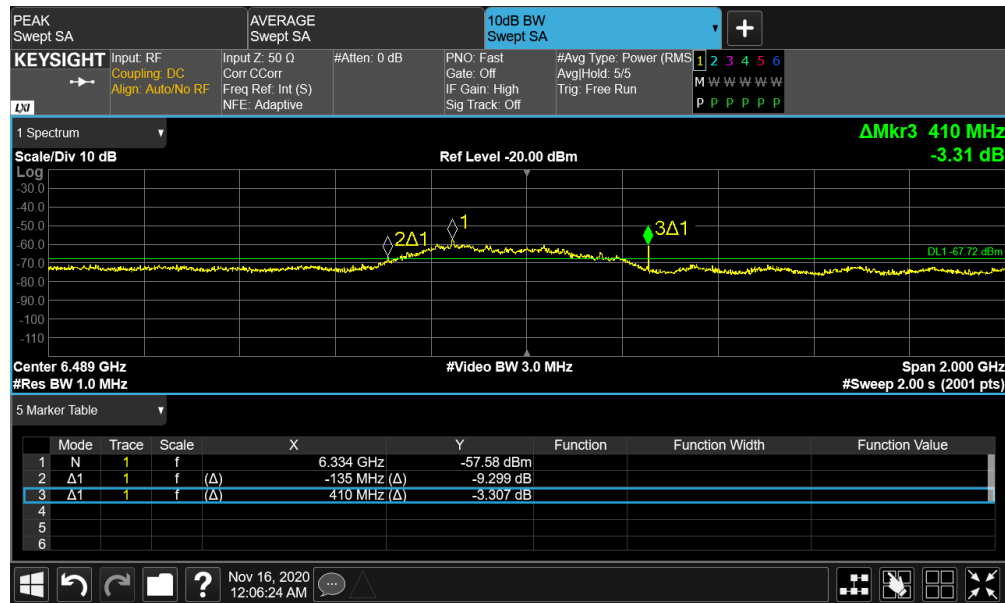 PEAK
Swept SA
AVERAGE
Swept SA
10dB BW
Swept SA
▼
+
KEYSIGHT
LXI
Input: RF
Coupling: DC
Align: Auto/No RF
Input Z: 50 Ω
Corr CCorr
Freq Ref: Int (S)
NFE: Adaptive
#Atten: 0 dB
PNO: Fast
Gate: Off
IF Gain: High
Sig Track: Off
#Avg Type: Power (RMS
Avg|Hold: 5/5
Trig: Free Run
1 2 3 4 5 6
M W W W W W
P P P P P P
1 Spectrum ▼
ΔMkr3 410 MHz
-3.31 dB
Scale/Div 10 dB
Ref Level -20.00 dBm
Log
-30.0
-40.0
-50.0
-60.0
-70.0
-80.0
-90.0
-100
-110
2Δ1
1
3Δ1
DL1 -67.72 dBm
Center 6.489 GHz
#Video BW 3.0 MHz
Span 2.000 GHz
#Res BW 1.0 MHz
#Sweep 2.00 s (2001 pts)
5 Marker Table ▼
Mode Trace Scale X Y Function Function Width Function Value
1 N 1 f 6.334 GHz -57.58 dBm
2 Δ1 1 f (Δ) -135 MHz (Δ) -9.299 dB
3 Δ1 1 f (Δ) 410 MHz (Δ) -3.307 dB
4
5
6
?
Nov 16, 2020
12:06:24 AM